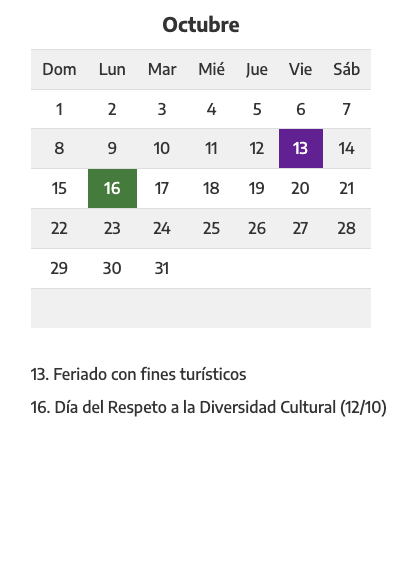 Octubre
Dom Lun Mar Mié Jue Vie Sáb
1 2 3 4 5 6 7
8 9 10 11 12 13 14
15 16 17 18 19 20 21
22 23 24 25 26 27 28
29 30 31
13. Feriado con fines turísticos
16. Día del Respeto a la Diversidad Cultural (12/10)